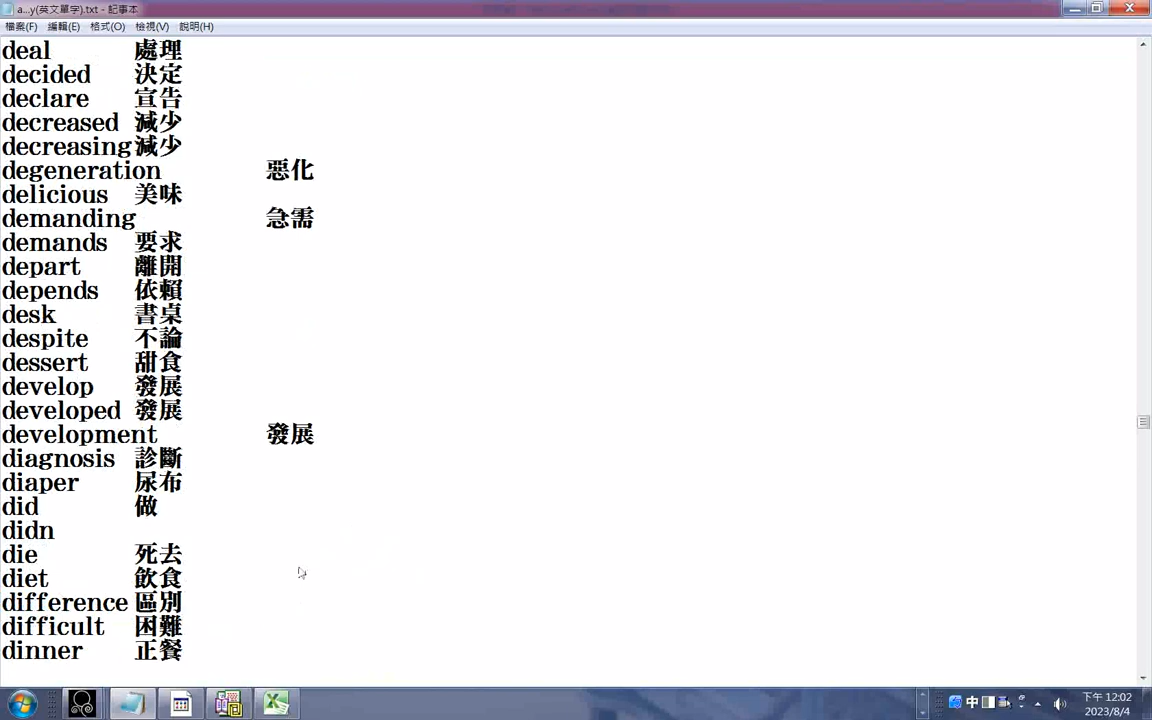 a...y(英文單字).txt - 記事本
檔案(F) 編輯(E) 格式(O) 檢視(V) 說明(H)
deal 處理
decided 決定
declare 宣告
decreased 減少
decreasing 減少
degeneration 惡化
delicious 美味
demanding 急需
demands 要求
depart 離開
depends 依賴
desk 書桌
despite 不論
dessert 甜食
develop 發展
developed 發展
development 發展
diagnosis 診斷
diaper 尿布
did 做
didn
die 死去
diet 飲食
difference 區別
difficult 困難
dinner 正餐
中
下午 12:02
2023/8/4